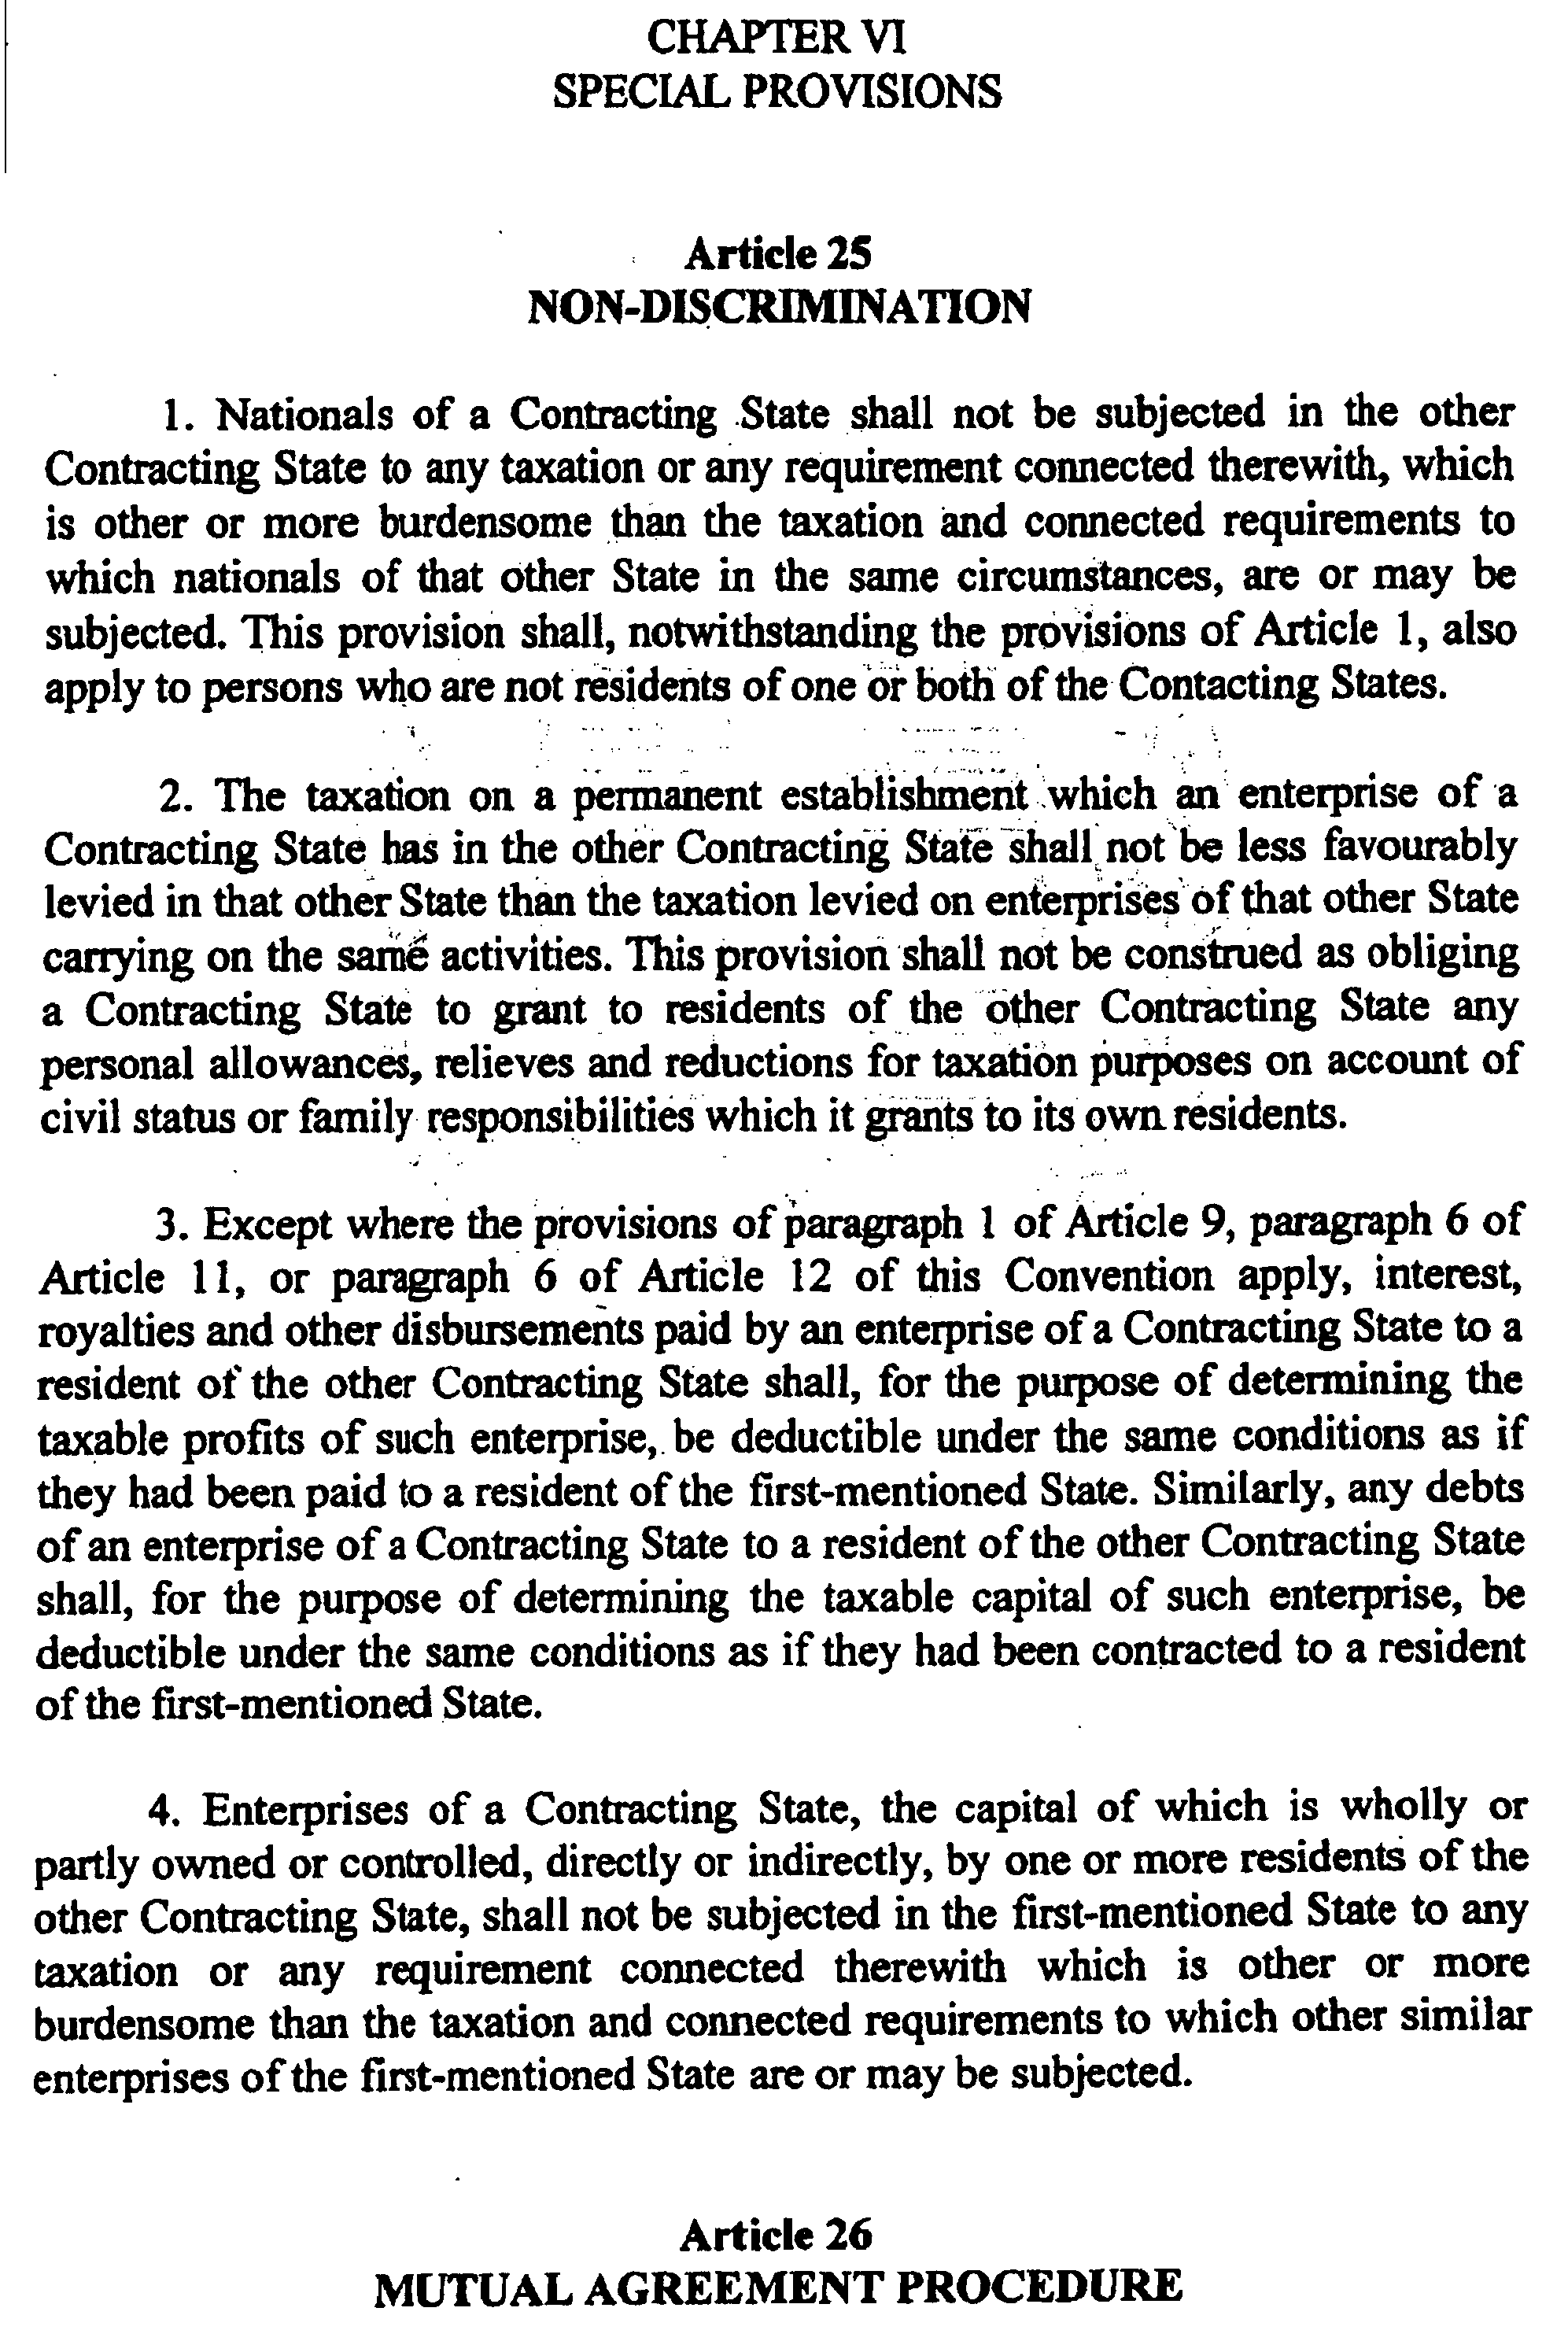 CHAPTER VI
SPECIAL PROVISIONS
Article 25
NON-DISCRIMINATION
1. Nationals of a Contracting State shall not be subjected in the other
Contracting State to any taxation or any requirement connected therewith, which
is other or more burdensome than the taxation and connected requirements to
which nationals of that other State in the same circumstances, are or may be
subjected. This provision shall, notwithstanding the provisions of Article 1, also
apply to persons who are not residents of one or both of the Contacting States.
2. The taxation on a permanent establishment which an enterprise of a
Contracting State has in the other Contracting State shall not be less favourably
levied in that other State than the taxation levied on enterprises of that other State
carrying on the same activities. This provision shall not be construed as obliging
a Contracting State to grant to residents of the other Contracting State any
personal allowances, relieves and reductions for taxation purposes on account of
civil status or family responsibilities which it grants to its own residents.
3. Except where the provisions of paragraph 1 of Article 9, paragraph 6 of
Article 11, or paragraph 6 of Article 12 of this Convention apply, interest,
royalties and other disbursements paid by an enterprise of a Contracting State to a
resident of the other Contracting State shall, for the purpose of determining the
taxable profits of such enterprise, be deductible under the same conditions as if
they had been paid to a resident of the first-mentioned State. Similarly, any debts
of an enterprise of a Contracting State to a resident of the other Contracting State
shall, for the purpose of determining the taxable capital of such enterprise, be
deductible under the same conditions as if they had been contracted to a resident
of the first-mentioned State.
4. Enterprises of a Contracting State, the capital of which is wholly or
partly owned or controlled, directly or indirectly, by one or more residents of the
other Contracting State, shall not be subjected in the first-mentioned State to any
taxation or any requirement connected therewith which is other or more
burdensome than the taxation and connected requirements to which other similar
enterprises of the first-mentioned State are or may be subjected.
Article 26
MUTUAL AGREEMENT PROCEDURE